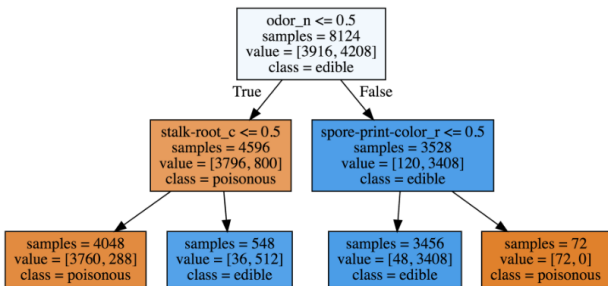 odor_n <= 0.5
samples = 8124
value = [3916, 4208]
class = edible
True
False
stalk-root_c <= 0.5
samples = 4596
value = [3796, 800]
class = poisonous
spore-print-color_r <= 0.5
samples = 3528
value = [120, 3408]
class = edible
samples = 4048
value = [3760, 288]
class = poisonous
samples = 548
value = [36, 512]
class = edible
samples = 3456
value = [48, 3408]
class = edible
samples = 72
value = [72, 0]
class = poisonous